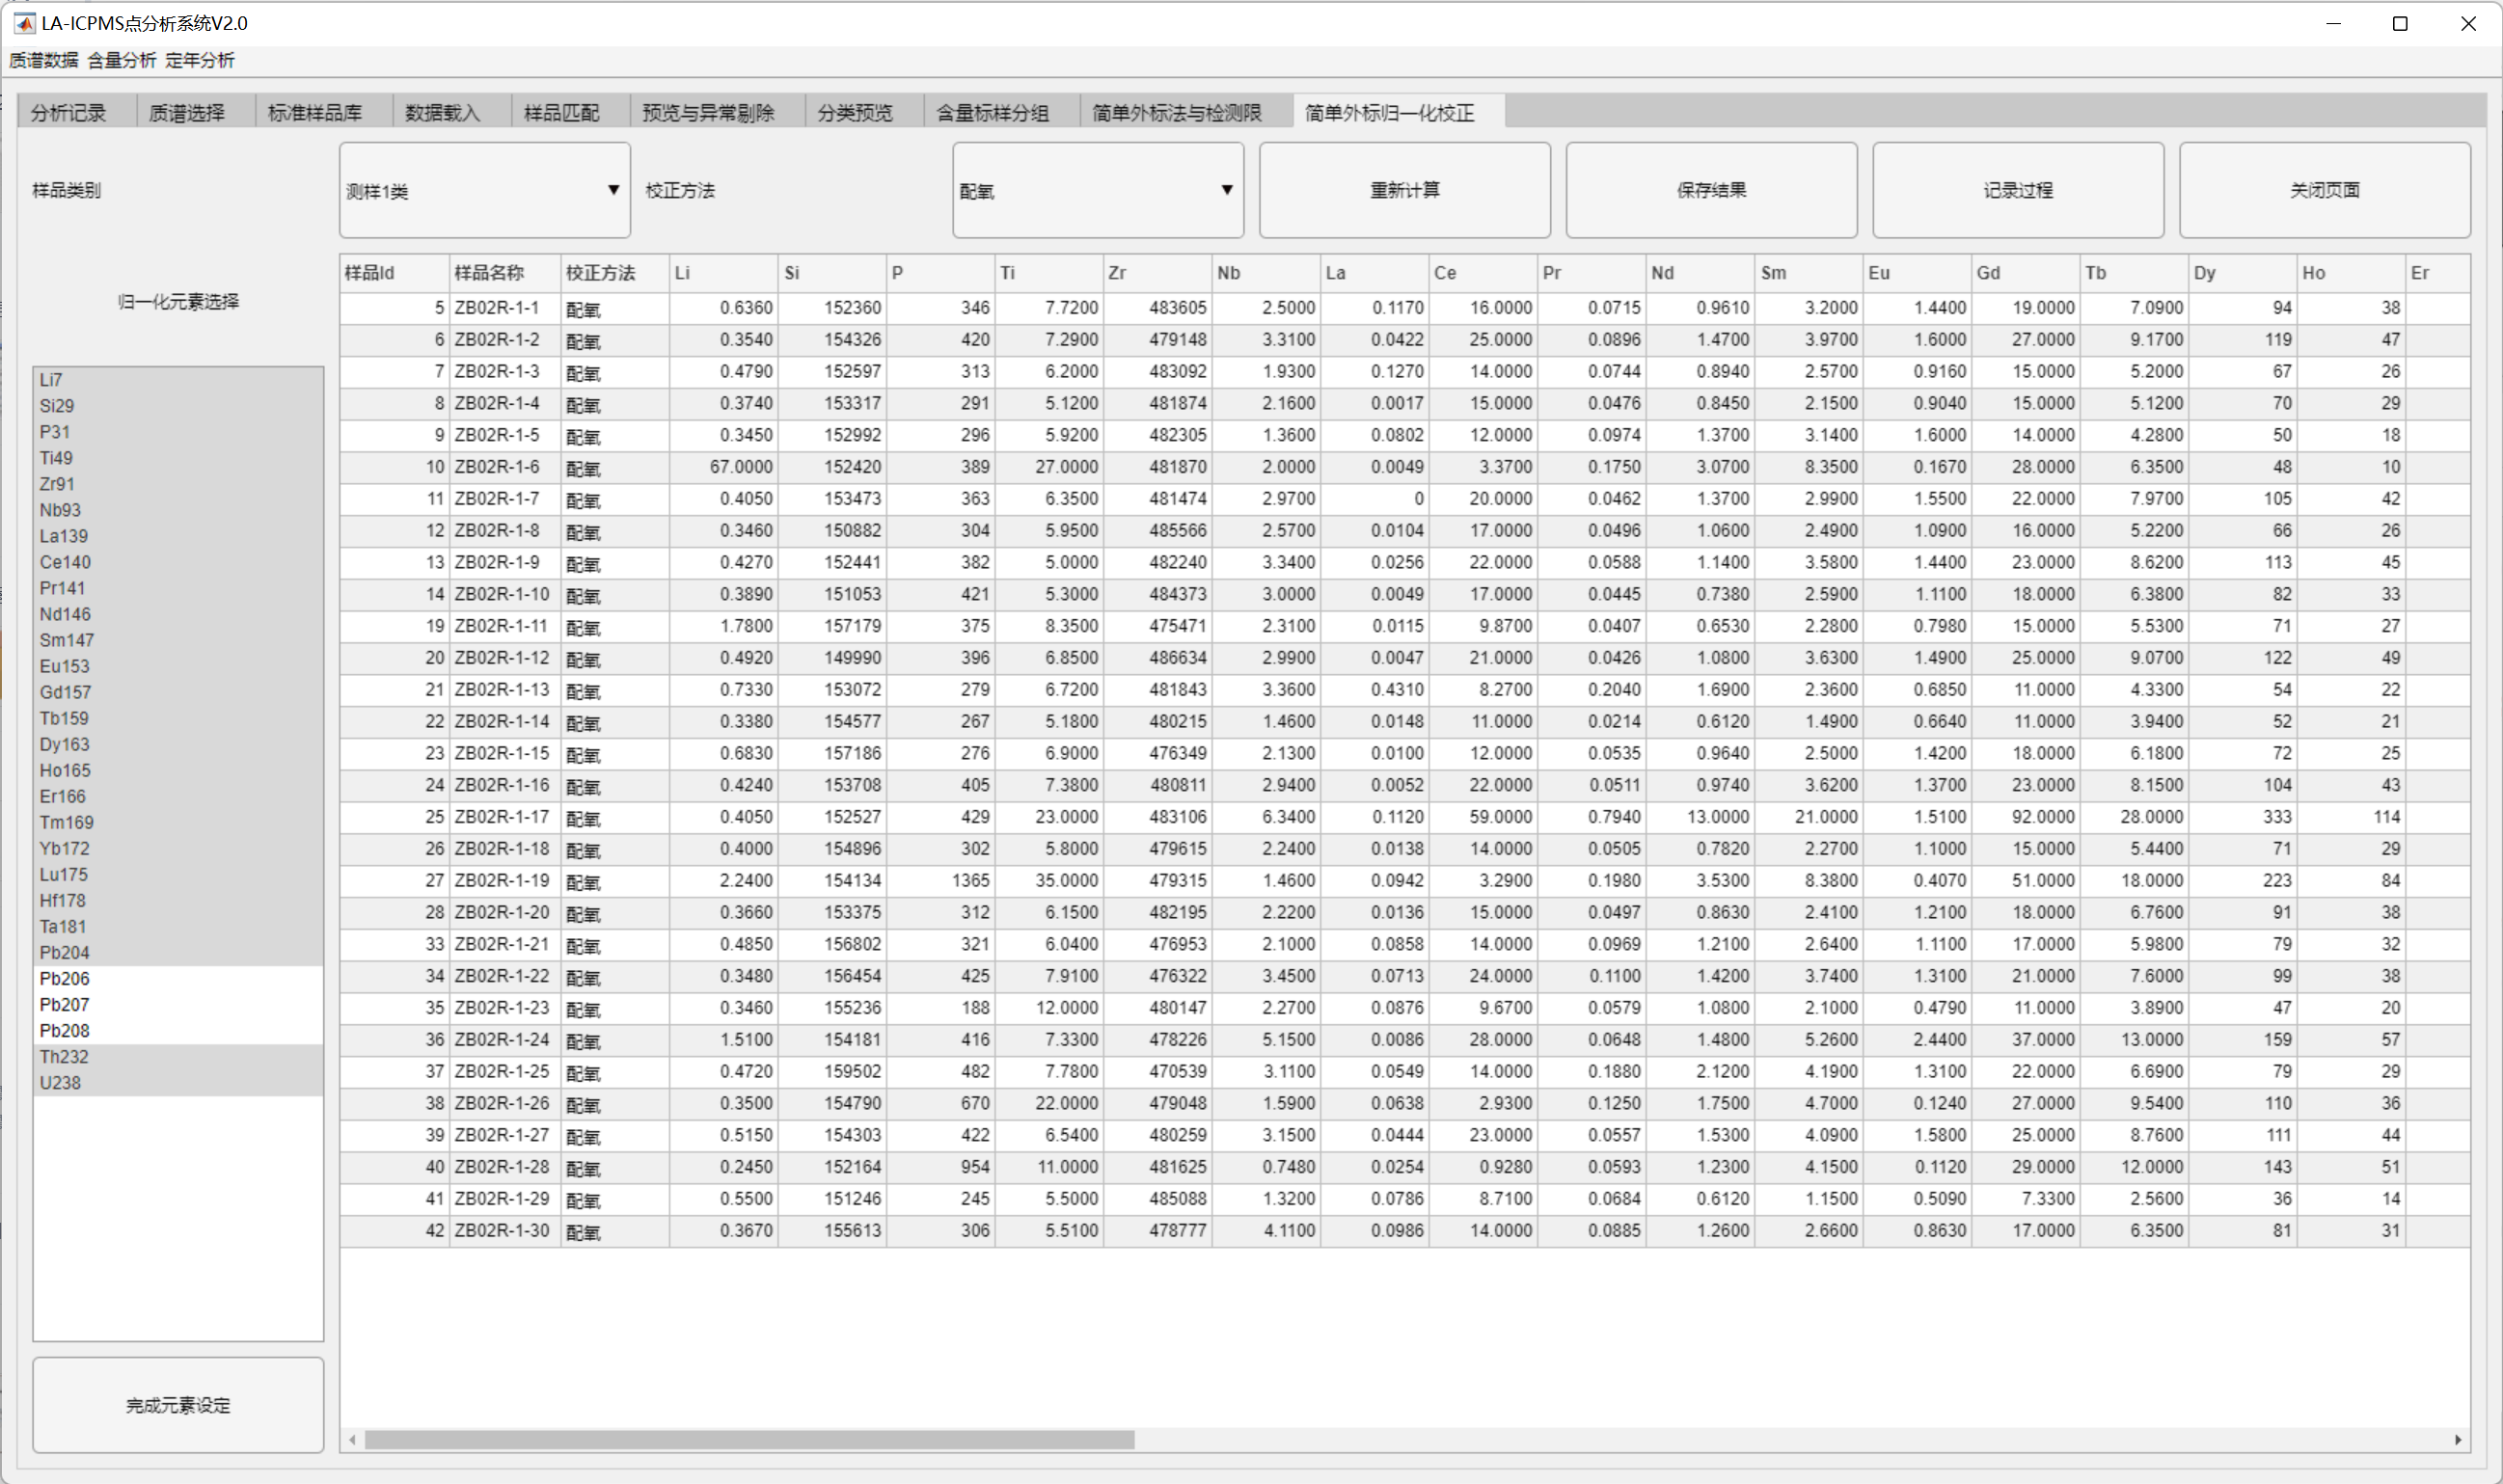 LA-ICPMS点分析系统V2.0
质谱数据 含量分析 定年分析
分析记录 质谱选择 标准样品库 数据载入 样品匹配 预览与异常剔除 分类预览 含量标样分组 简单外标法与检测限 简单外标归一化校正
样品类别 测样1类 校正方法 配氧 重新计算 保存结果 记录过程 关闭页面
归一化元素选择
Li7
Si29
P31
Ti49
Zr91
Nb93
La139
Ce140
Pr141
Nd146
Sm147
Eu153
Gd157
Tb159
Dy163
Ho165
Er166
Tm169
Yb172
Lu175
Hf178
Ta181
Pb204
Pb206
Pb207
Pb208
Th232
U238
完成元素设定
样品Id 样品名称 校正方法 Li Si P Ti Zr Nb La Ce Pr Nd Sm Eu Gd Tb Dy Ho Er
5 ZB02R-1-1 配氧 0.6360 152360 346 7.7200 483605 2.5000 0.1170 16.0000 0.0715 0.9610 3.2000 1.4400 19.0000 7.0900 94 38
6 ZB02R-1-2 配氧 0.3540 154326 420 7.2900 479148 3.3100 0.0422 25.0000 0.0896 1.4700 3.9700 1.6000 27.0000 9.1700 119 47
7 ZB02R-1-3 配氧 0.4790 152597 313 6.2000 483092 1.9300 0.1270 14.0000 0.0744 0.8940 2.5700 0.9160 15.0000 5.2000 67 26
8 ZB02R-1-4 配氧 0.3740 153317 291 5.1200 481874 2.1600 0.0017 15.0000 0.0476 0.8450 2.1500 0.9040 15.0000 5.1200 70 29
9 ZB02R-1-5 配氧 0.3450 152992 296 5.9200 482305 1.3600 0.0802 12.0000 0.0974 1.3700 3.1400 1.6000 14.0000 4.2800 50 18
10 ZB02R-1-6 配氧 67.0000 152420 389 27.0000 481870 2.0000 0.0049 3.3700 0.1750 3.0700 8.3500 0.1670 28.0000 6.3500 48 10
11 ZB02R-1-7 配氧 0.4050 153473 363 6.3500 481474 2.9700 0 20.0000 0.0462 1.3700 2.9900 1.5500 22.0000 7.9700 105 42
12 ZB02R-1-8 配氧 0.3460 150882 304 5.9500 485566 2.5700 0.0104 17.0000 0.0496 1.0600 2.4900 1.0900 16.0000 5.2200 66 26
13 ZB02R-1-9 配氧 0.4270 152441 382 5.0000 482240 3.3400 0.0256 22.0000 0.0588 1.1400 3.5800 1.4400 23.0000 8.6200 113 45
14 ZB02R-1-10 配氧 0.3890 151053 421 5.3000 484373 3.0000 0.0049 17.0000 0.0445 0.7380 2.5900 1.1100 18.0000 6.3800 82 33
19 ZB02R-1-11 配氧 1.7800 157179 375 8.3500 475471 2.3100 0.0115 9.8700 0.0407 0.6530 2.2800 0.7980 15.0000 5.5300 71 27
20 ZB02R-1-12 配氧 0.4920 149990 396 6.8500 486634 2.9900 0.0047 21.0000 0.0426 1.0800 3.6300 1.4900 25.0000 9.0700 122 49
21 ZB02R-1-13 配氧 0.7330 153072 279 6.7200 481843 3.3600 0.4310 8.2700 0.2040 1.6900 2.3600 0.6850 11.0000 4.3300 54 22
22 ZB02R-1-14 配氧 0.3380 154577 267 5.1800 480215 1.4600 0.0148 11.0000 0.0214 0.6120 1.4900 0.6640 11.0000 3.9400 52 21
23 ZB02R-1-15 配氧 0.6830 157186 276 6.9000 476349 2.1300 0.0100 12.0000 0.0535 0.9640 2.5000 1.4200 18.0000 6.1800 72 25
24 ZB02R-1-16 配氧 0.4240 153708 405 7.3800 480811 2.9400 0.0052 22.0000 0.0511 0.9740 3.6200 1.3700 23.0000 8.1500 104 43
25 ZB02R-1-17 配氧 0.4050 152527 429 23.0000 483106 6.3400 0.1120 59.0000 0.7940 13.0000 21.0000 1.5100 92.0000 28.0000 333 114
26 ZB02R-1-18 配氧 0.4000 154896 302 5.8000 479615 2.2400 0.0138 14.0000 0.0505 0.7820 2.2700 1.1000 15.0000 5.4400 71 29
27 ZB02R-1-19 配氧 2.2400 154134 1365 35.0000 479315 1.4600 0.0942 3.2900 0.1980 3.5300 8.3800 0.4070 51.0000 18.0000 223 84
28 ZB02R-1-20 配氧 0.3660 153375 312 6.1500 482195 2.2200 0.0136 15.0000 0.0497 0.8630 2.4100 1.2100 18.0000 6.7600 91 38
33 ZB02R-1-21 配氧 0.4850 156802 321 6.0400 476953 2.1000 0.0858 14.0000 0.0969 1.2100 2.6400 1.1100 17.0000 5.9800 79 32
34 ZB02R-1-22 配氧 0.3480 156454 425 7.9100 476322 3.4500 0.0713 24.0000 0.1100 1.4200 3.7400 1.3100 21.0000 7.6000 99 38
35 ZB02R-1-23 配氧 0.3460 155236 188 12.0000 480147 2.2700 0.0876 9.6700 0.0579 1.0800 2.1000 0.4790 11.0000 3.8900 47 20
36 ZB02R-1-24 配氧 1.5100 154181 416 7.3300 478226 5.1500 0.0086 28.0000 0.0648 1.4800 5.2600 2.4400 37.0000 13.0000 159 57
37 ZB02R-1-25 配氧 0.4720 159502 482 7.7800 470539 3.1100 0.0549 14.0000 0.1880 2.1200 4.1900 1.3100 22.0000 6.6900 79 29
38 ZB02R-1-26 配氧 0.3500 154790 670 22.0000 479048 1.5900 0.0638 2.9300 0.1250 1.7500 4.7000 0.1240 27.0000 9.5400 110 36
39 ZB02R-1-27 配氧 0.5150 154303 422 6.5400 480259 3.1500 0.0444 23.0000 0.0557 1.5300 4.0900 1.5800 25.0000 8.7600 111 44
40 ZB02R-1-28 配氧 0.2450 152164 954 11.0000 481625 0.7480 0.0254 0.9280 0.0593 1.2300 4.1500 0.1120 29.0000 12.0000 143 51
41 ZB02R-1-29 配氧 0.5500 151246 245 5.5000 485088 1.3200 0.0786 8.7100 0.0684 0.6120 1.1500 0.5090 7.3300 2.5600 36 14
42 ZB02R-1-30 配氧 0.3670 155613 306 5.5100 478777 4.1100 0.0986 14.0000 0.0885 1.2600 2.6600 0.8630 17.0000 6.3500 81 31